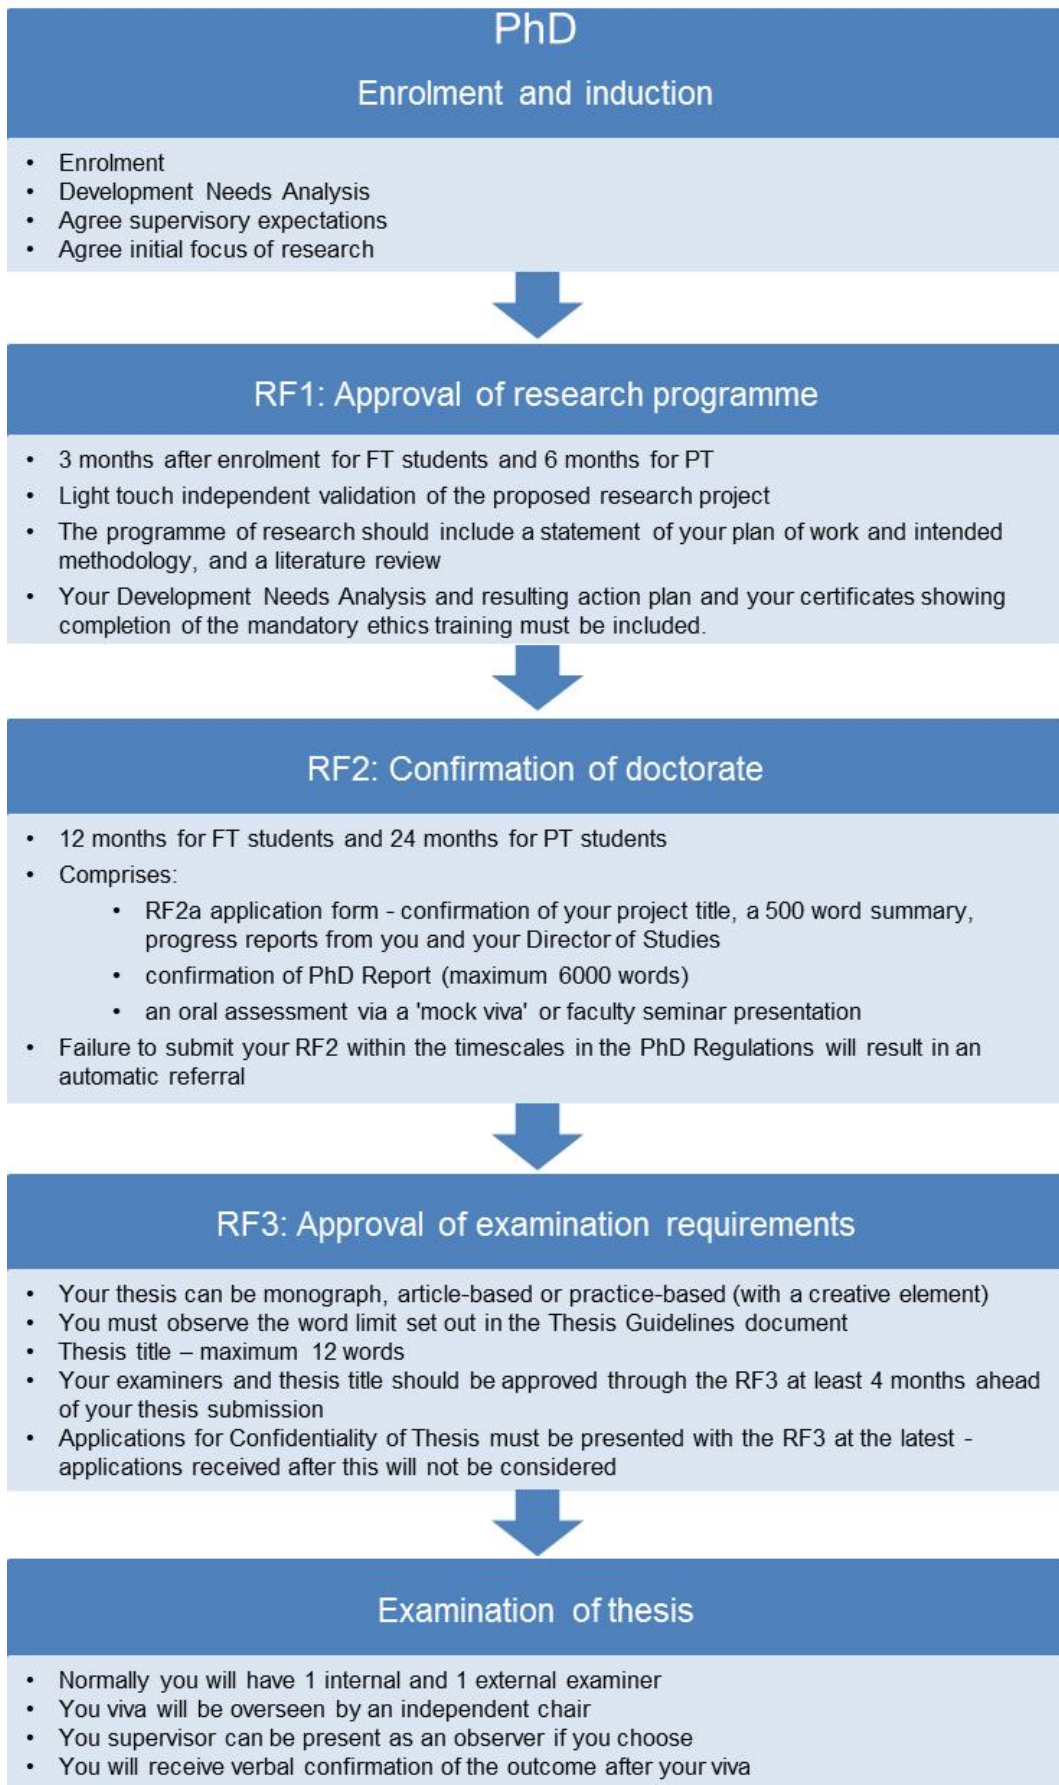 PhD
Enrolment and induction
• Enrolment
• Development Needs Analysis
• Agree supervisory expectations
• Agree initial focus of research
RF1: Approval of research programme
• 3 months after enrolment for FT students and 6 months for PT
• Light touch independent validation of the proposed research project
• The programme of research should include a statement of your plan of work and intended
methodology, and a literature review
• Your Development Needs Analysis and resulting action plan and your certificates showing
completion of the mandatory ethics training must be included.
RF2: Confirmation of doctorate
• 12 months for FT students and 24 months for PT students
• Comprises:
• RF2a application form - confirmation of your project title, a 500 word summary,
progress reports from you and your Director of Studies
• confirmation of PhD Report (maximum 6000 words)
• an oral assessment via a 'mock viva' or faculty seminar presentation
• Failure to submit your RF2 within the timescales in the PhD Regulations will result in an
automatic referral
RF3: Approval of examination requirements
• Your thesis can be monograph, article-based or practice-based (with a creative element)
• You must observe the word limit set out in the Thesis Guidelines document
• Thesis title – maximum 12 words
• Your examiners and thesis title should be approved through the RF3 at least 4 months ahead
of your thesis submission
• Applications for Confidentiality of Thesis must be presented with the RF3 at the latest -
applications received after this will not be considered
Examination of thesis
• Normally you will have 1 internal and 1 external examiner
• You viva will be overseen by an independent chair
• You supervisor can be present as an observer if you choose
• You will receive verbal confirmation of the outcome after your viva